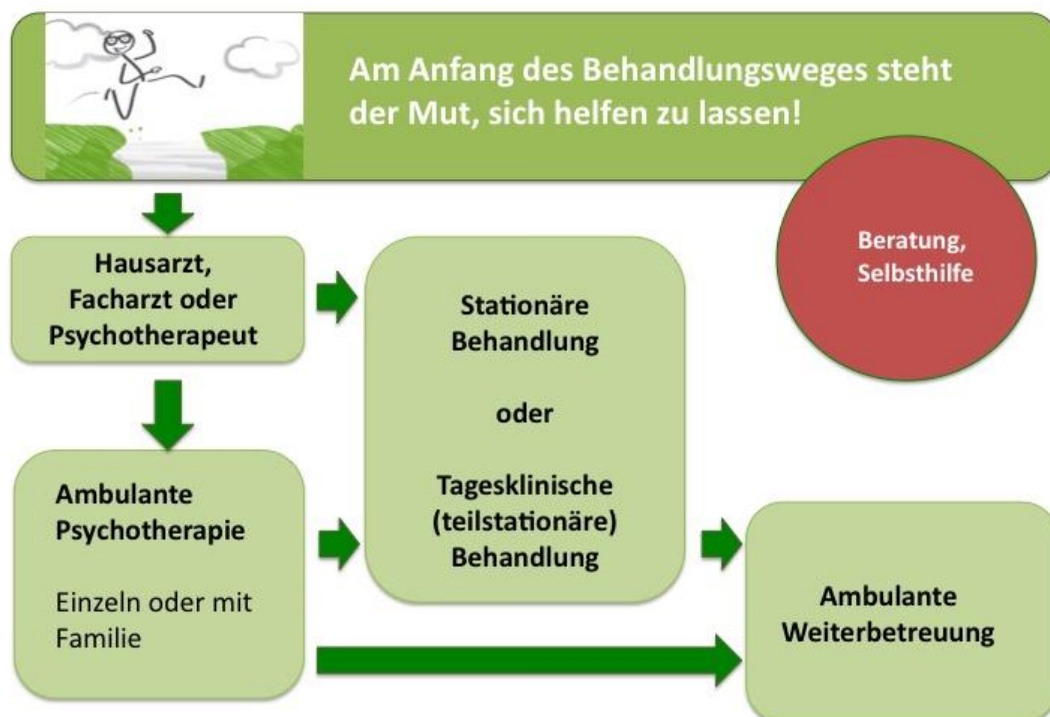 Am Anfang des Behandlungsweges steht
der Mut, sich helfen zu lassen!
Beratung,
Selbsthilfe
Hausarzt,
Facharzt oder
Psychotherapeut
Stationäre
Behandlung
oder
Tagesklinische
(teilstationäre)
Behandlung
Ambulante
Psychotherapie
Einzeln oder mit
Familie
Ambulante
Weiterbetreuung